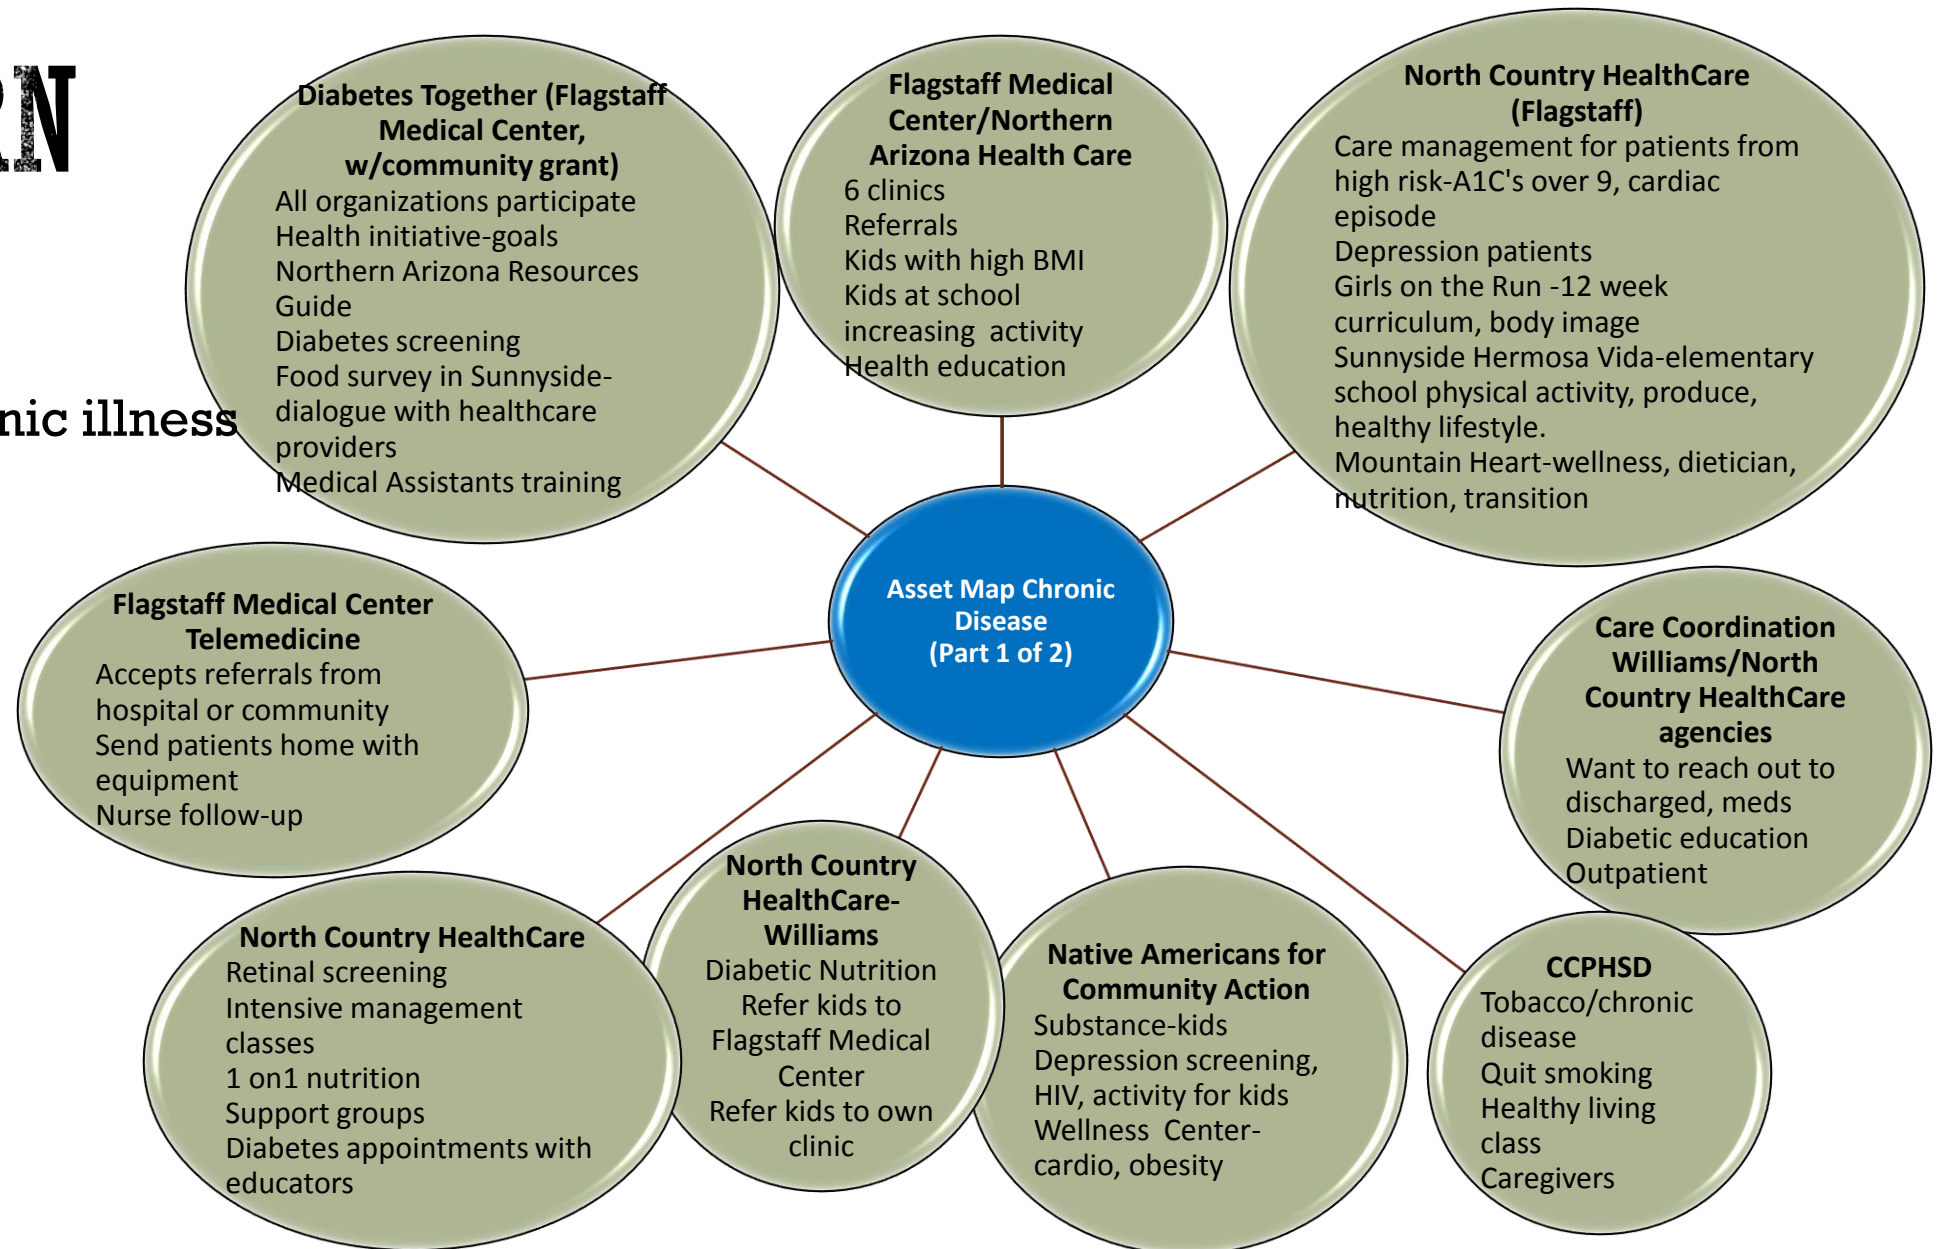 RN
nic illness
Diabetes Together (Flagstaff
Medical Center,
w/community grant)
All organizations participate
Health initiative-goals
Northern Arizona Resources
Guide
Diabetes screening
Food survey in Sunnyside-
dialogue with healthcare
providers
Medical Assistants training
Flagstaff Medical
Center/Northern
Arizona Health Care
6 clinics
Referrals
Kids with high BMI
Kids at school
increasing  activity
Health education
North Country HealthCare
(Flagstaff)
Care management for patients from
high risk-A1C's over 9, cardiac
episode
Depression patients
Girls on the Run -12 week
curriculum, body image
Sunnyside Hermosa Vida-elementary
school physical activity, produce,
healthy lifestyle.
Mountain Heart-wellness, dietician,
nutrition, transition
Asset Map Chronic
Disease
(Part 1 of 2)
Flagstaff Medical Center
Telemedicine
Accepts referrals from
hospital or community
Send patients home with
equipment
Nurse follow-up
Care Coordination
Williams/North
Country HealthCare
agencies
Want to reach out to
discharged, meds
Diabetic education
Outpatient
North Country HealthCare
Retinal screening
Intensive management
classes
1 on1 nutrition
Support groups
Diabetes appointments with
educators
North Country
HealthCare-
Williams
Diabetic Nutrition
Refer kids to
Flagstaff Medical
Center
Refer kids to own
clinic
Native Americans for
Community Action
Substance-kids
Depression screening,
HIV, activity for kids
Wellness  Center-
cardio, obesity
CCPHSD
Tobacco/chronic
disease
Quit smoking
Healthy living
class
Caregivers